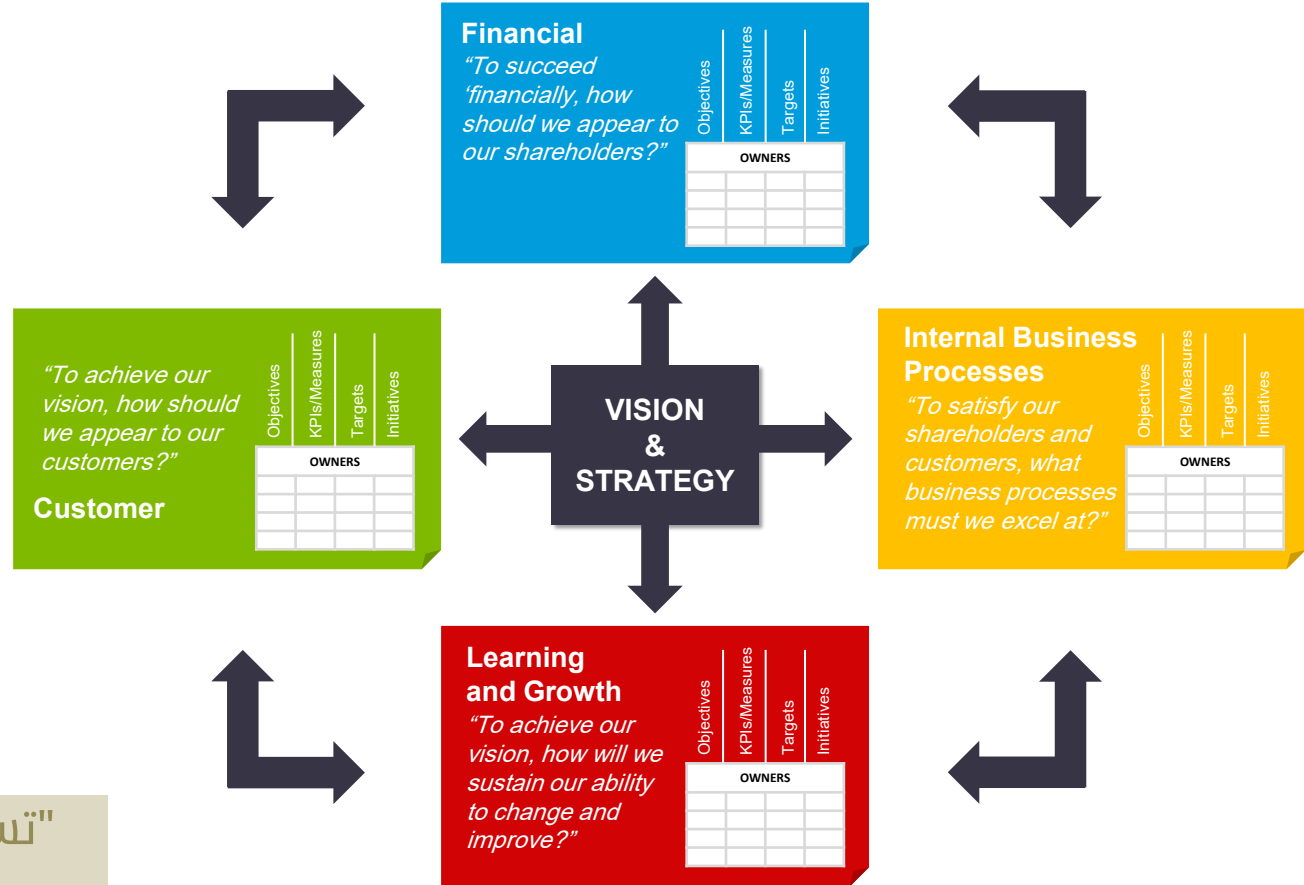 Financial
“To succeed
‘financially, how
should we appear to
our shareholders?”
Objectives
KPIs/Measures
Targets
Initiatives
OWNERS
“To achieve our
vision, how should
we appear to our
customers?”
Customer
Objectives
KPIs/Measures
Targets
Initiatives
OWNERS
VISION
&
STRATEGY
Internal Business
Processes
“To satisfy our
shareholders and
customers, what
business processes
must we excel at?”
Objectives
KPIs/Measures
Targets
Initiatives
OWNERS
Learning
and Growth
“To achieve our
vision, how will we
sustain our ability
to change and
improve?”
Objectives
KPIs/Measures
Targets
Initiatives
OWNERS